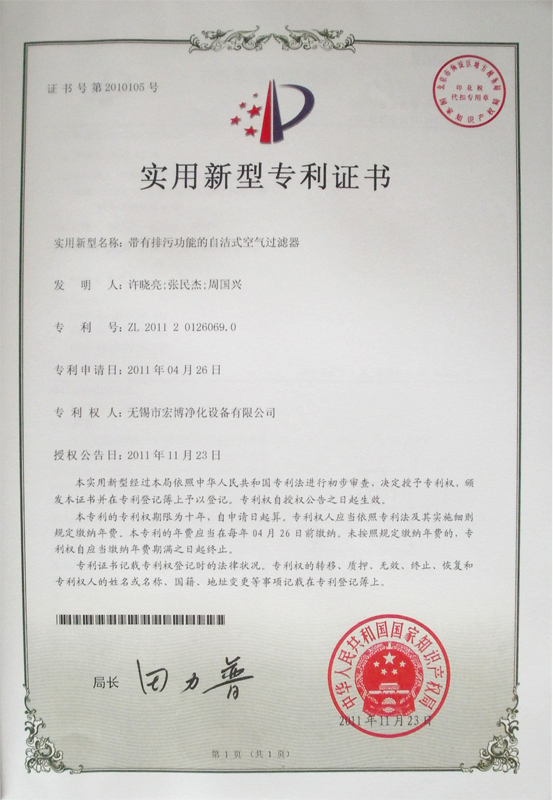 证书号第2010105号
印花税
代扣专用章
国家知识产权局
实用新型专利证书
实用新型名称：带有排污功能的自洁式空气过滤器
发 明 人：许晓亮;张民杰;周国兴
专 利 号：ZL 2011 2 0126069.0
专利申请日：2011年04月26日
专 利 权 人：无锡市宏博净化设备有限公司
授权公告日：2011年11月23日
本实用新型经过本局依照中华人民共和国专利法进行初步审查，决定授予专利权，颁
发本证书并在专利登记薄上予以登记。专利权自授权公告之日起生效。
本专利的专利权期限为十年，自申请日起算。专利权人应当依照专利法及其实施细则
规定缴纳年费。本专利的年费应当在每年04月26日前缴纳。未按照规定缴纳年费的，专
利权自应当缴纳年费期满之日起终止。
专利证书记载专利权登记时的法律状况。专利权的转移、质押、无效、终止、恢复和
专利权人的姓名或名称、国籍、地址变更等事项记载在专利登记薄上。
局长
田力普
中华人民共和国国家知识产权局
2011年11月23日
第1页（共1页）